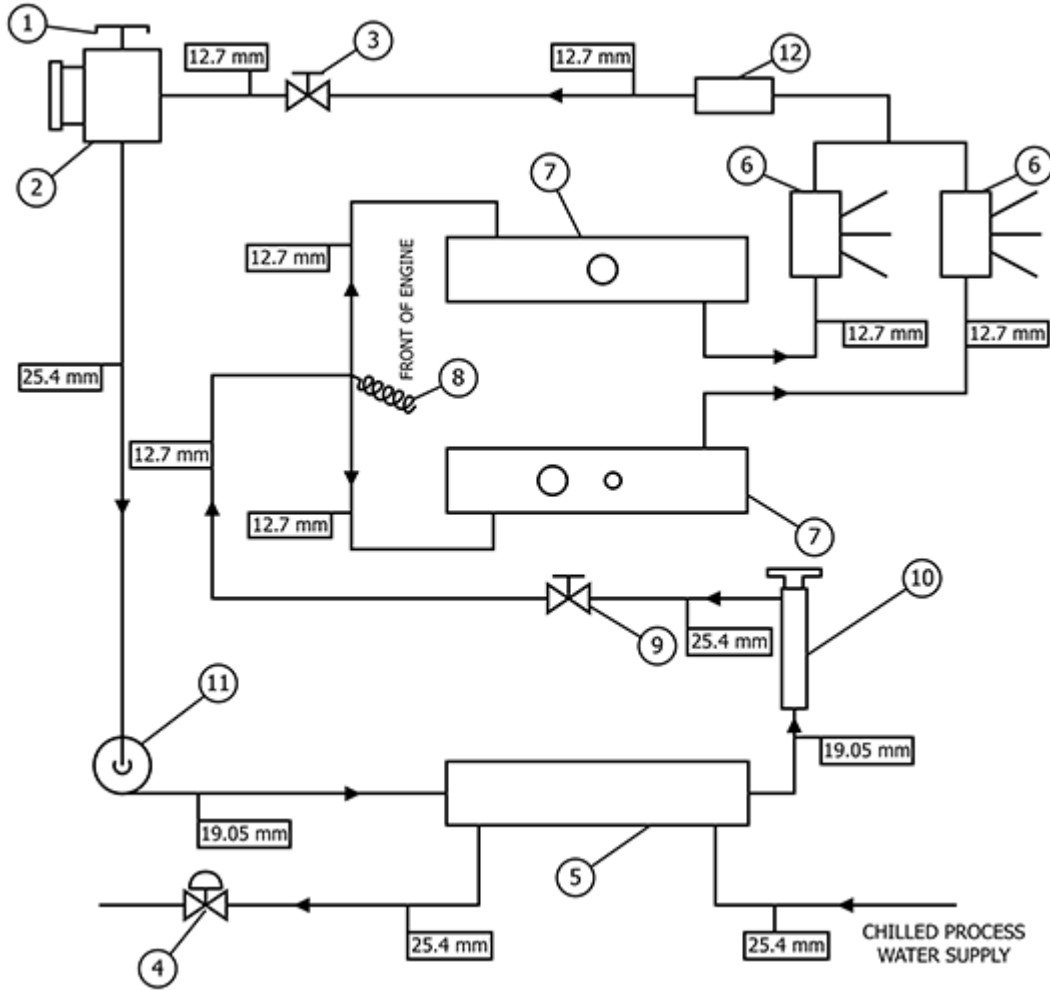 1
3
12.7 mm
12.7 mm
12
2
7
6
6
12.7 mm
FRONT OF ENGINE
12.7 mm
12.7 mm
25.4 mm
8
12.7 mm
12.7 mm
7
10
9
25.4 mm
11
19.05 mm
19.05 mm
5
4
25.4 mm
25.4 mm
CHILLED PROCESS
WATER SUPPLY